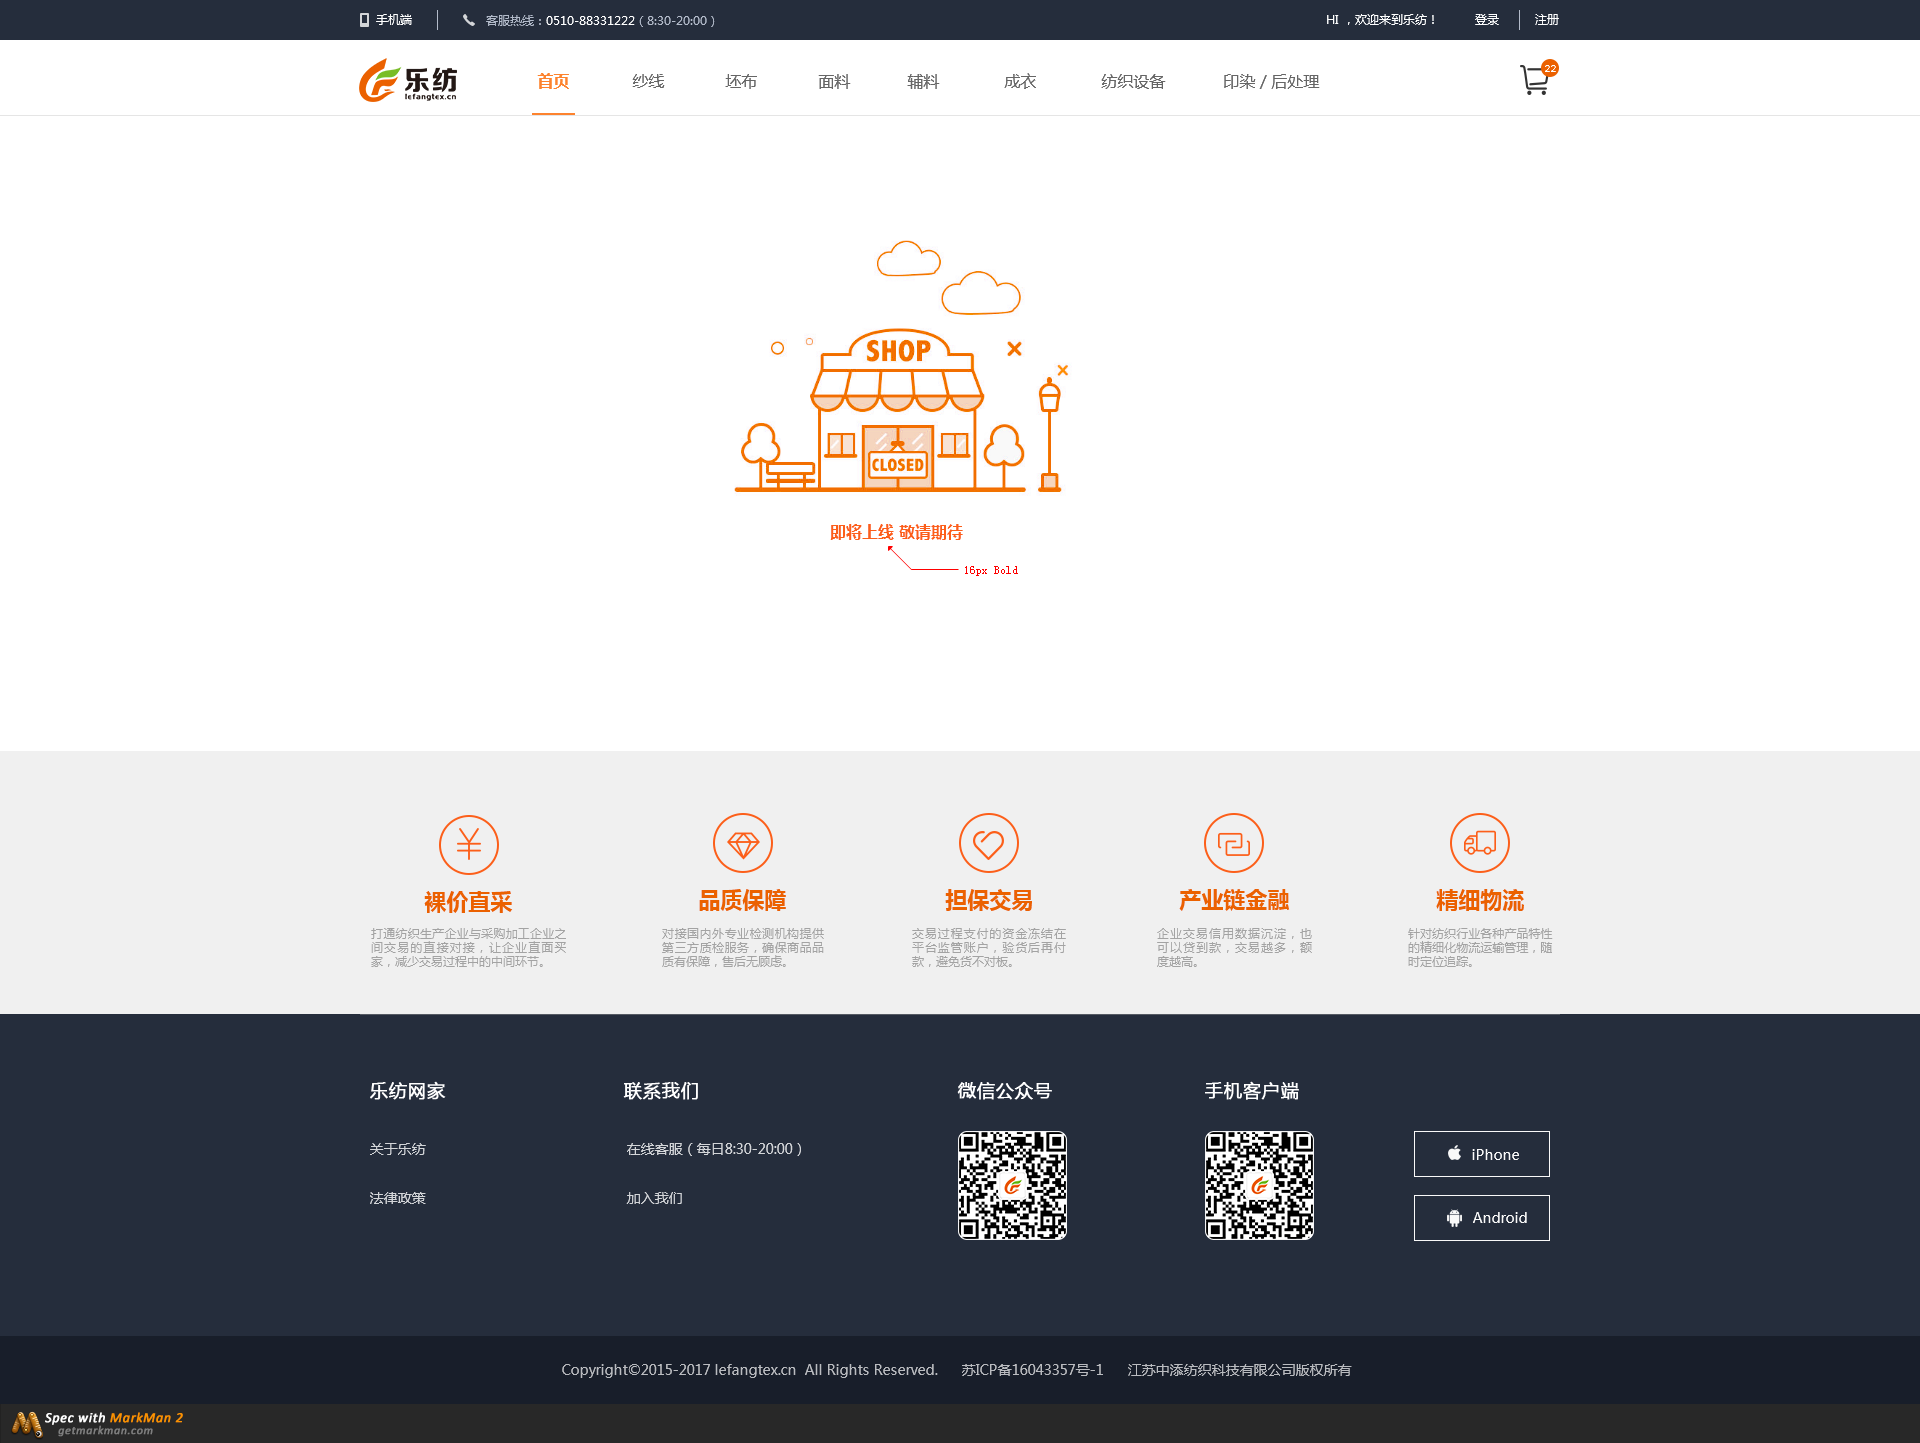 手机端
客服热线：0510-88331222（8:30-20:00）
HI ，欢迎来到乐纺！
登录
注册
乐纺
lefangtex.cn
首页
纱线
坯布
面料
辅料
成衣
纺织设备
印染 / 后处理
22
SHOP
CLOSED
即将上线 敬请期待
16px Bold
裸价直采
打通纺织生产企业与采购加工企业之
间交易的直接对接，让企业直面买
家，减少交易过程中的中间环节。
品质保障
对接国内外专业检测机构提供
第三方质检服务，确保商品品
质有保障，售后无顾虑。
担保交易
交易过程支付的资金冻结在
平台监管账户，验货后再付
款，避免货不对板。
产业链金融
企业交易信用数据沉淀，也
可以贷到款，交易越多，额
度越高。
精细物流
针对纺织行业各种产品特性
的精细化物流运输管理，随
时定位追踪。
乐纺网家
关于乐纺
法律政策
联系我们
在线客服（每日8:30-20:00）
加入我们
微信公众号
手机客户端
iPhone
Android
Copyright©2015-2017 lefangtex.cn  All Rights Reserved.
苏ICP备16043357号-1
江苏中添纺织科技有限公司版权所有
Spec with MarkMan 2
getmarkman.com